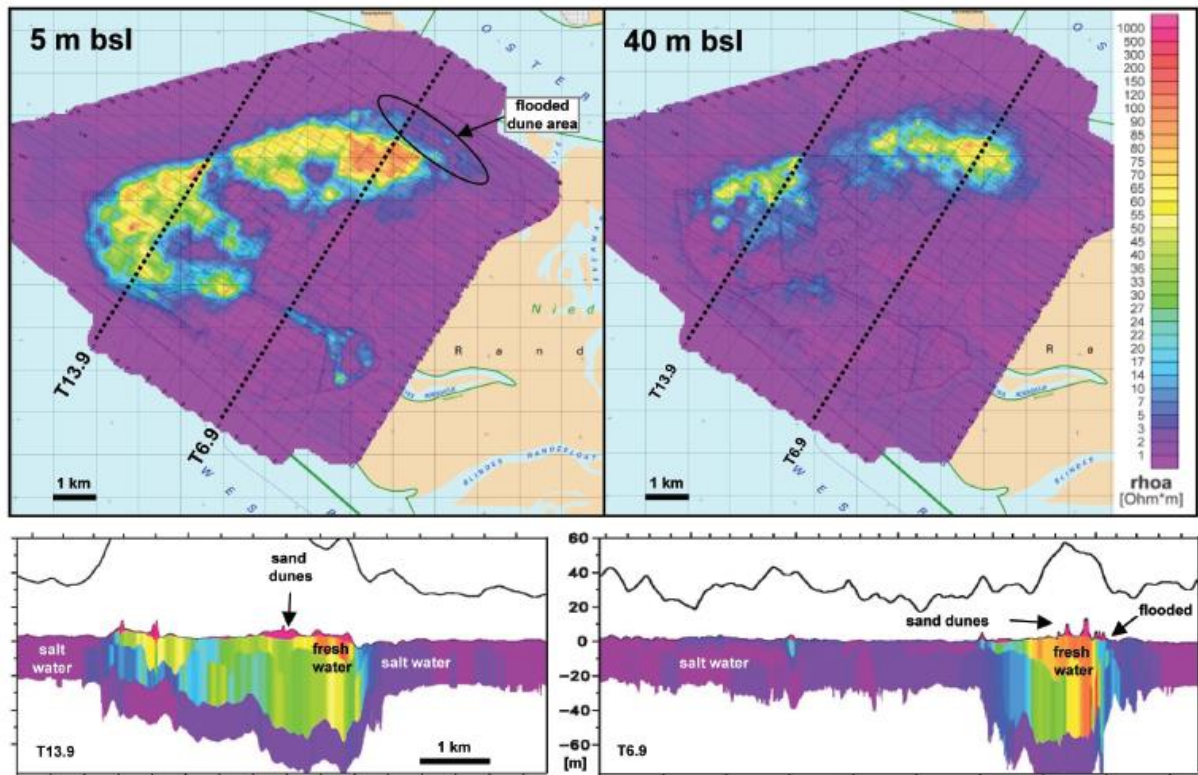 5 m bsl
O S T E R
flooded
dune area
N i e d
R a n d
BLINDES RANDZELGAT
T13.9
T6.9
W E S
1 km
40 m bsl
O S
R a
BLINDES
T13.9
T6.9
W E S
1 km
1000
500
300
200
150
120
100
90
85
80
75
70
65
60
55
50
45
40
36
33
30
27
24
22
20
17
14
10
7
5
3
2
1
rhoa
[Ohm*m]
sand
dunes
salt
water
fresh
water
salt water
T13.9
1 km
60
40
20
0
−20
−40
−60
[m]
sand dunes
flooded
salt water
fresh
water
T6.9